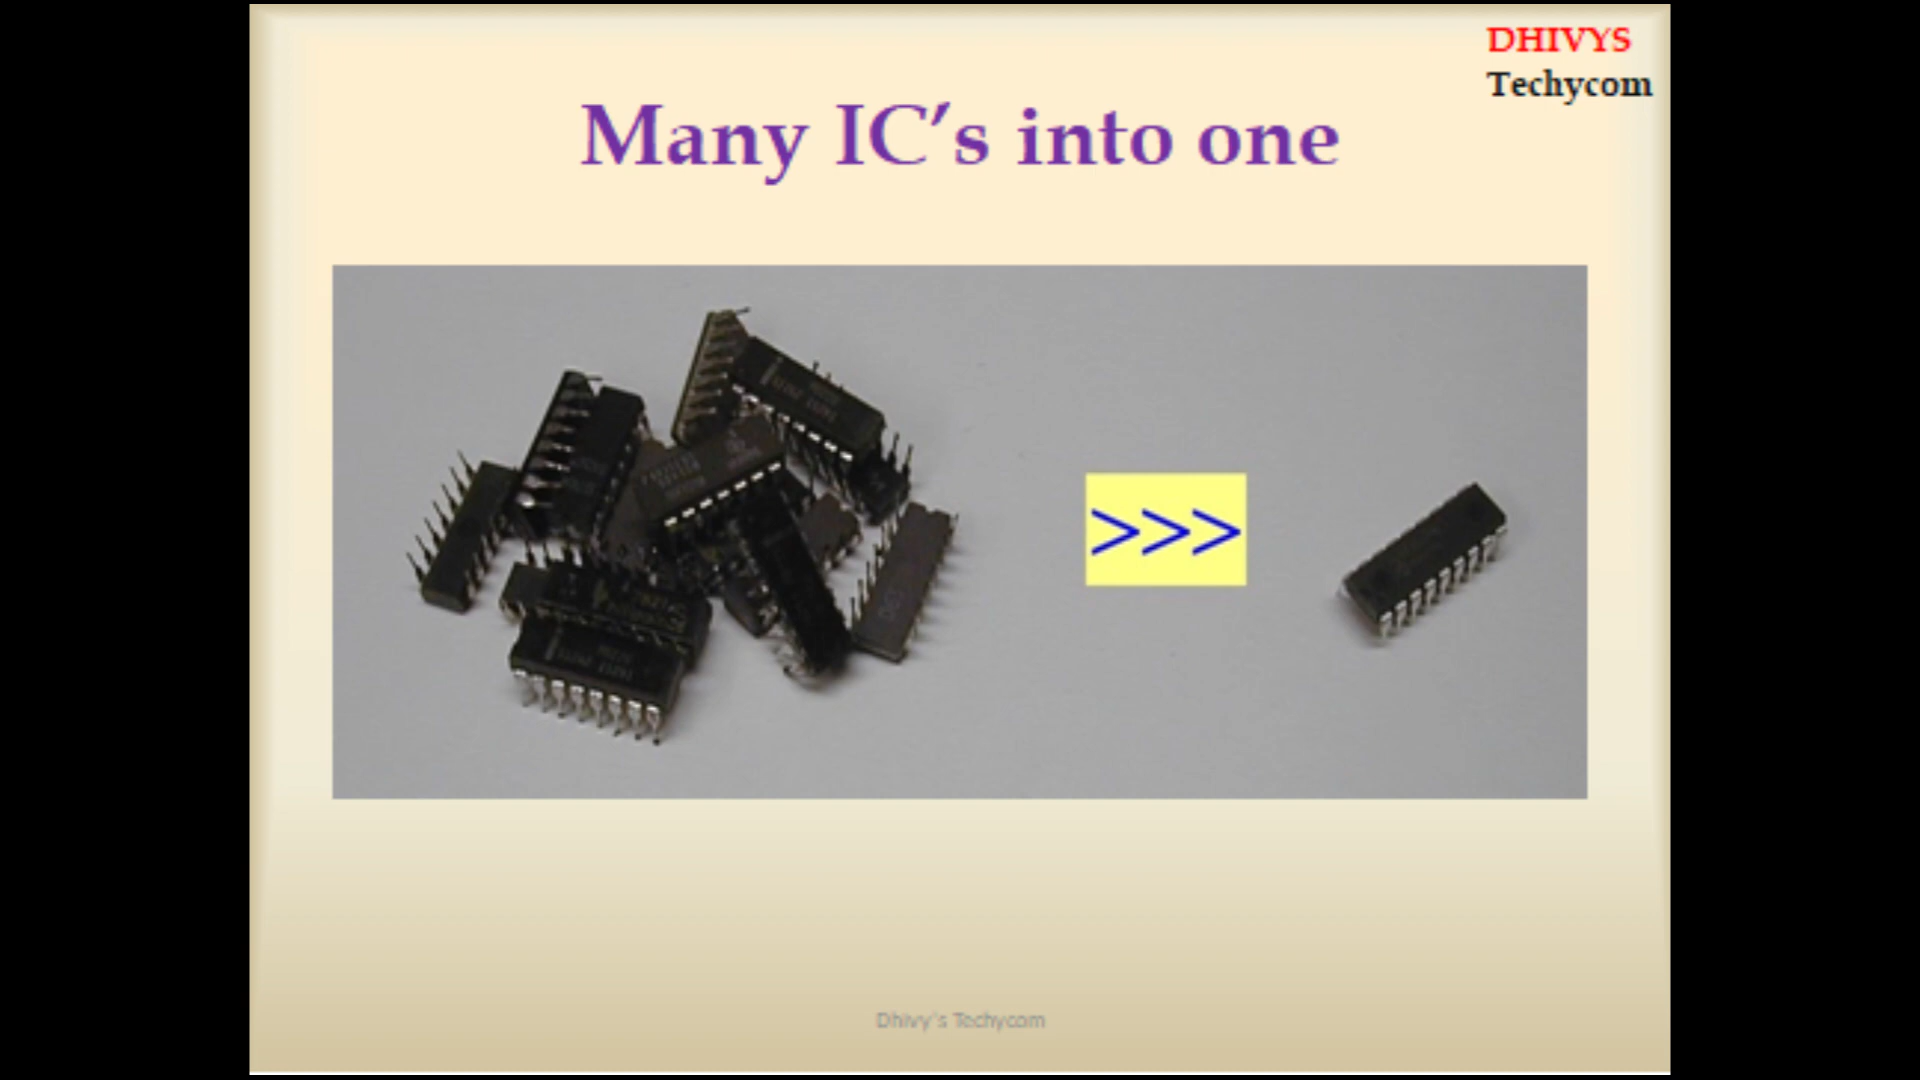 DHIVYS
Techycom
Many IC’s into one
>>>
Dhivy's Techycom